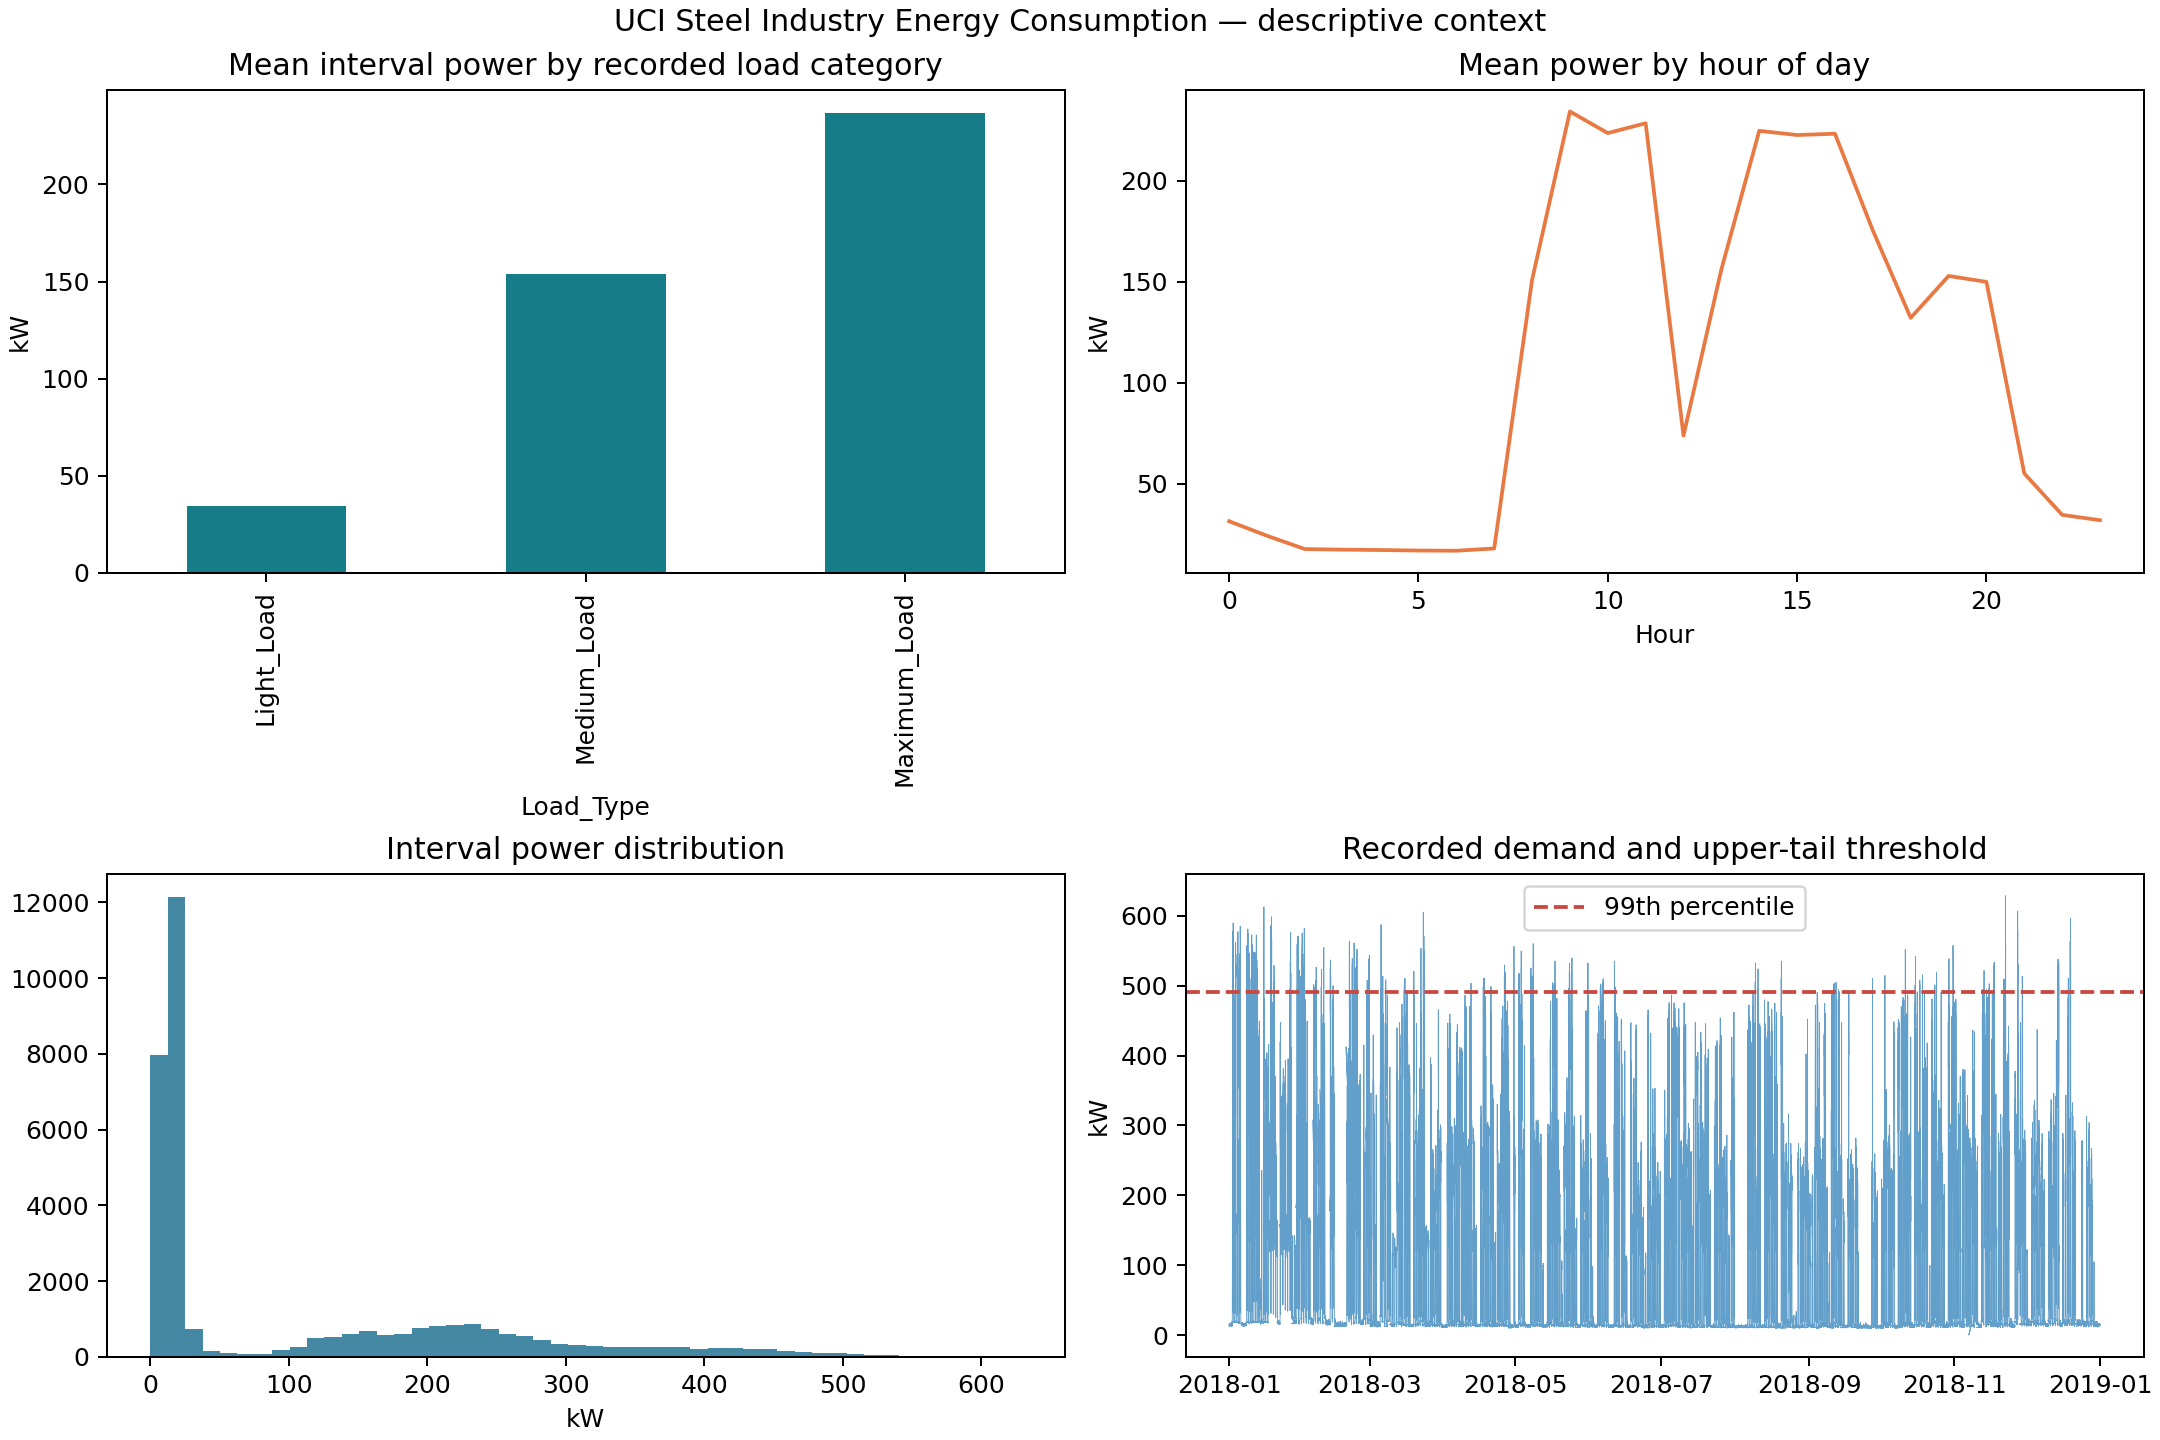 UCI Steel Industry Energy Consumption — descriptive context
Mean interval power by recorded load category
kW
200
150
100
50
0
Light_Load
Medium_Load
Maximum_Load
Load_Type
Mean power by hour of day
kW
200
150
100
50
0 5 10 15 20
Hour
Interval power distribution
12000
10000
8000
6000
4000
2000
0
0 100 200 300 400 500 600
kW
Recorded demand and upper-tail threshold
99th percentile
kW
600
500
400
300
200
100
0
2018-01 2018-03 2018-05 2018-07 2018-09 2018-11 2019-01